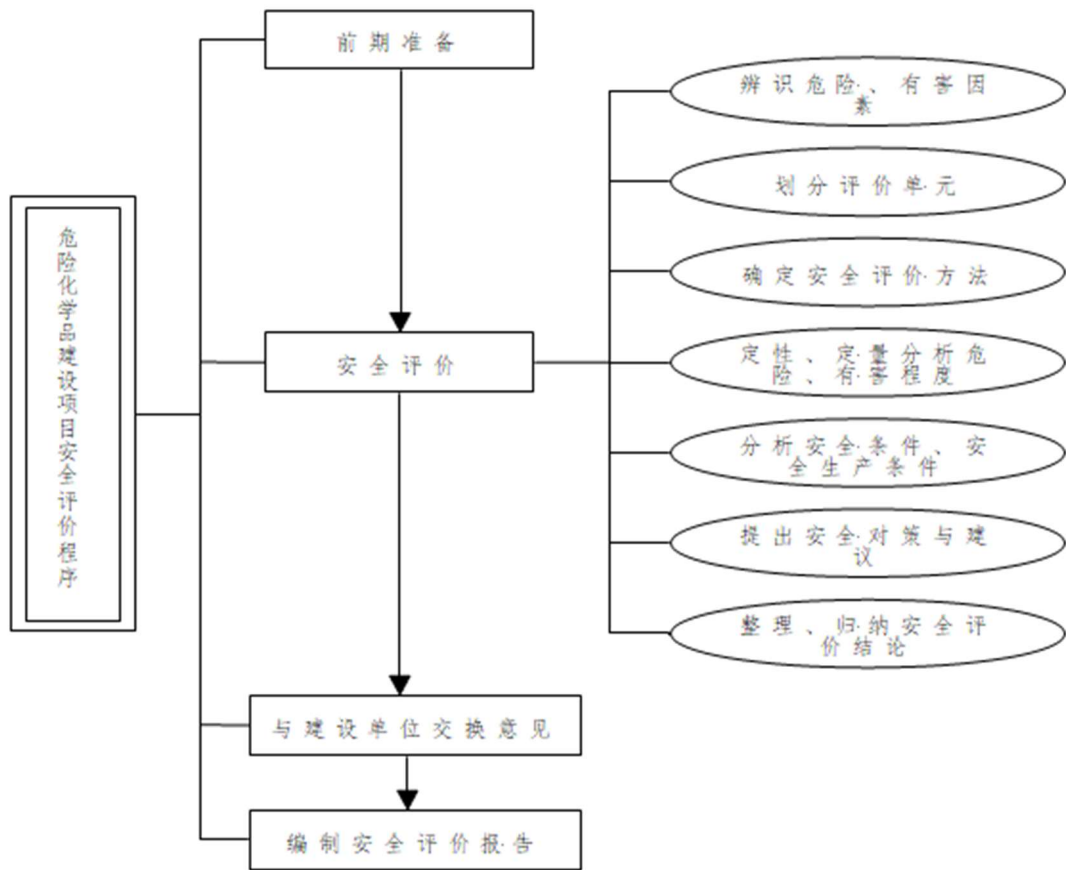 危险化学品建设项目安全评价程序
前期准备
安全评价
与建设单位交换意见
编制安全评价报告
辨识危险、有害因
素
划分评价单元
确定安全评价方法
定性、定量分析危
险、有害程度
分析安全条件、安
全生产条件
提出安全对策与建
议
整理、归纳安全评
价结论